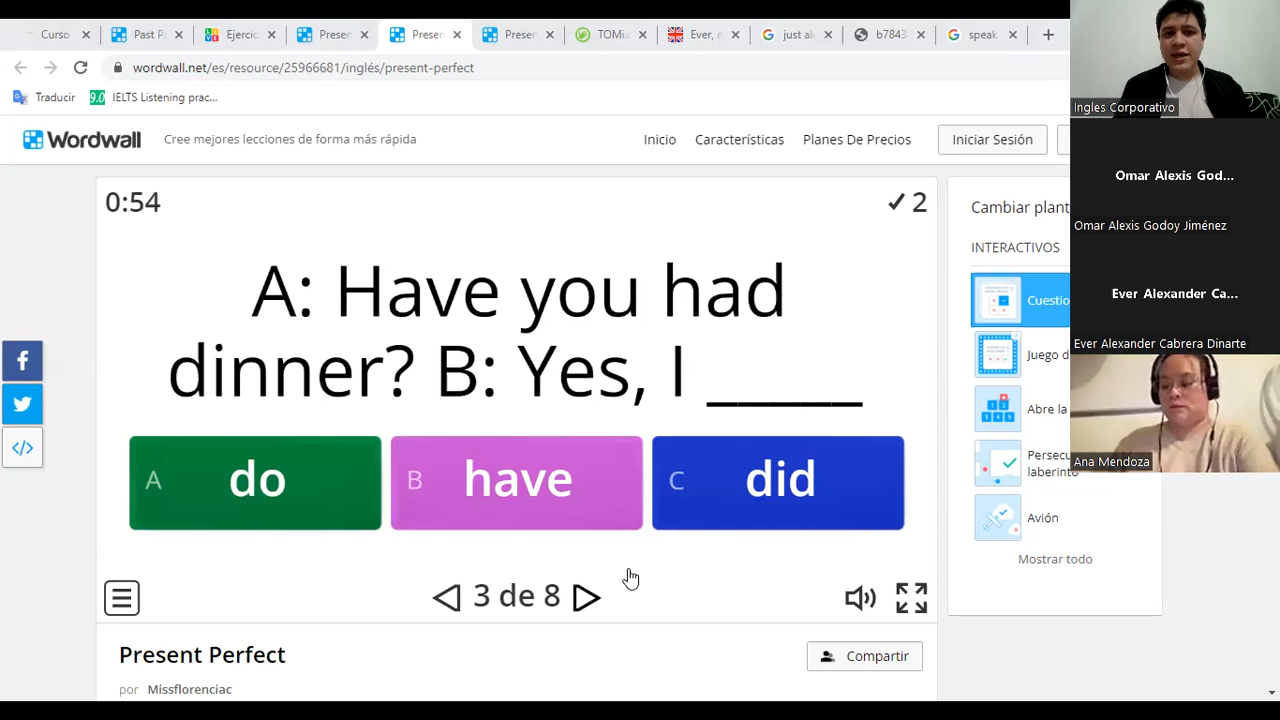 Curso
Past P
Ejercic
Presen
Presen
Presen
TOMi.
Ever, n
just al
b7843
speak
wordwall.net/es/resource/25966681/inglés/present-perfect
Traducir
9.0 IELTS Listening prac...
Wordwall
Cree mejores lecciones de forma más rápida
Inicio
Características
Planes De Precios
Iniciar Sesión
0:54
✓ 2
A: Have you had
dinner? B: Yes, I _____
A do
B have
C did
3 de 8
Present Perfect
por Missflorenciac
Compartir
Cambiar plant
INTERACTIVOS
Cuestio
Juego d
Abre la
Persecu
laberinto
Avión
Mostrar todo
Ingles Corporativo
Omar Alexis God...
Omar Alexis Godoy Jiménez
Ever Alexander Ca...
Ever Alexander Cabrera Dinarte
Ana Mendoza